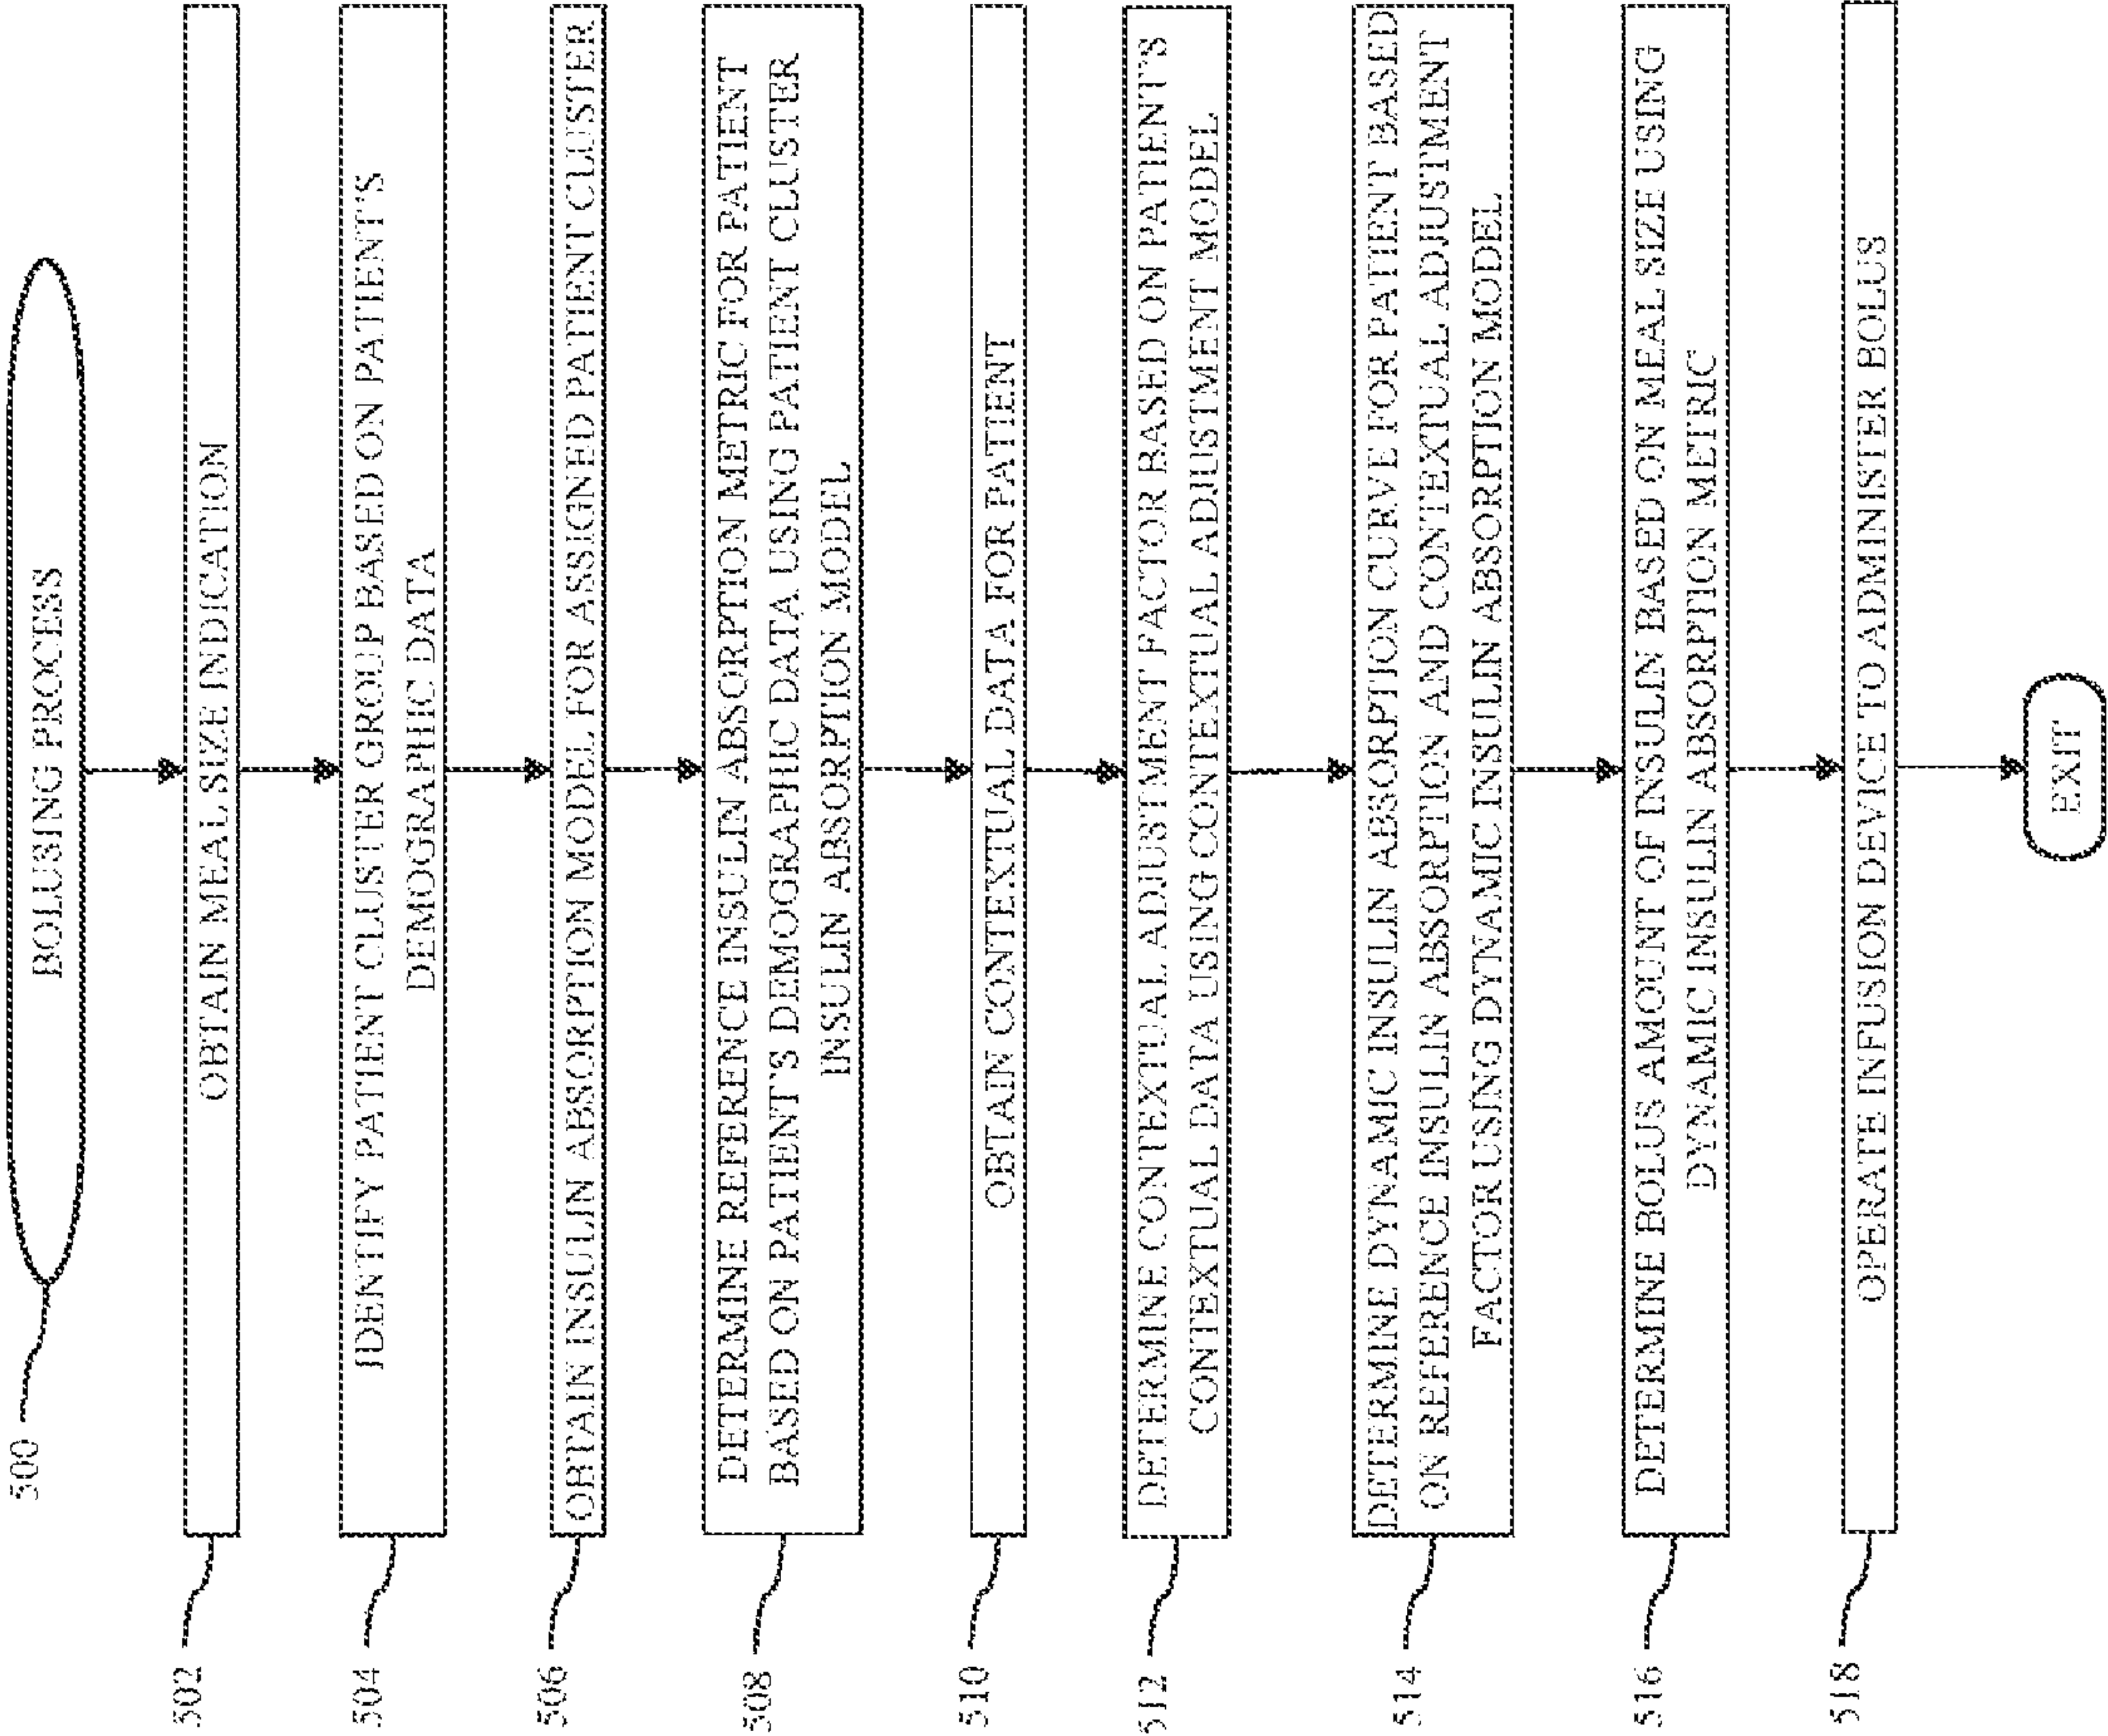 500
BOLUSING PROCESS
502
OBTAIN MEAL SIZE INDICATION
504
IDENTIFY PATIENT CLUSTER GROUP BASED ON PATIENT'S
DEMOGRAPHIC DATA
506
OBTAIN INSULIN ABSORPTION MODEL FOR ASSIGNED PATIENT CLUSTER
508
DETERMINE REFERENCE INSULIN ABSORPTION METRIC FOR PATIENT
BASED ON PATIENT'S DEMOGRAPHIC DATA USING PATIENT CLUSTER
INSULIN ABSORPTION MODEL
510
OBTAIN CONTEXTUAL DATA FOR PATIENT
512
DETERMINE CONTEXTUAL ADJUSTMENT FACTOR BASED ON PATIENT'S
CONTEXTUAL DATA USING CONTEXTUAL ADJUSTMENT MODEL
514
DETERMINE DYNAMIC INSULIN ABSORPTION CURVE FOR PATIENT BASED
ON REFERENCE INSULIN ABSORPTION AND CONTEXTUAL ADJUSTMENT
FACTOR USING DYNAMIC INSULIN ABSORPTION MODEL
516
DETERMINE BOLUS AMOUNT OF INSULIN BASED ON MEAL SIZE USING
DYNAMIC INSULIN ABSORPTION METRIC
518
OPERATE INFUSION DEVICE TO ADMINISTER BOLUS
EXIT